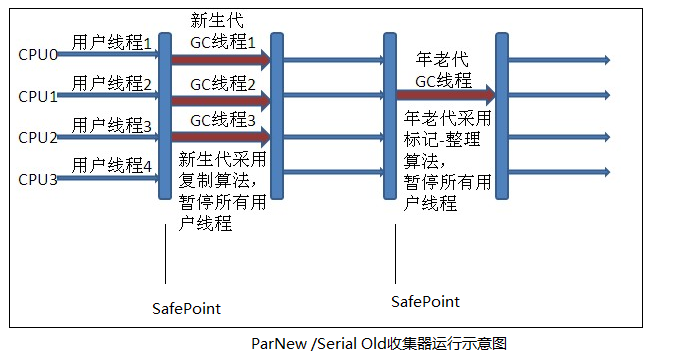 新生代
GC线程1
CPU0
用户线程1
CPU1
用户线程2
GC线程2
CPU2
用户线程3
GC线程3
CPU3
用户线程4
新生代采用
复制算法，
暂停所有用
户线程
年老代
GC线程
年老代采用
标记-整理
算法，
暂停所有用
户线程
SafePoint
SafePoint
ParNew /Serial Old收集器运行示意图